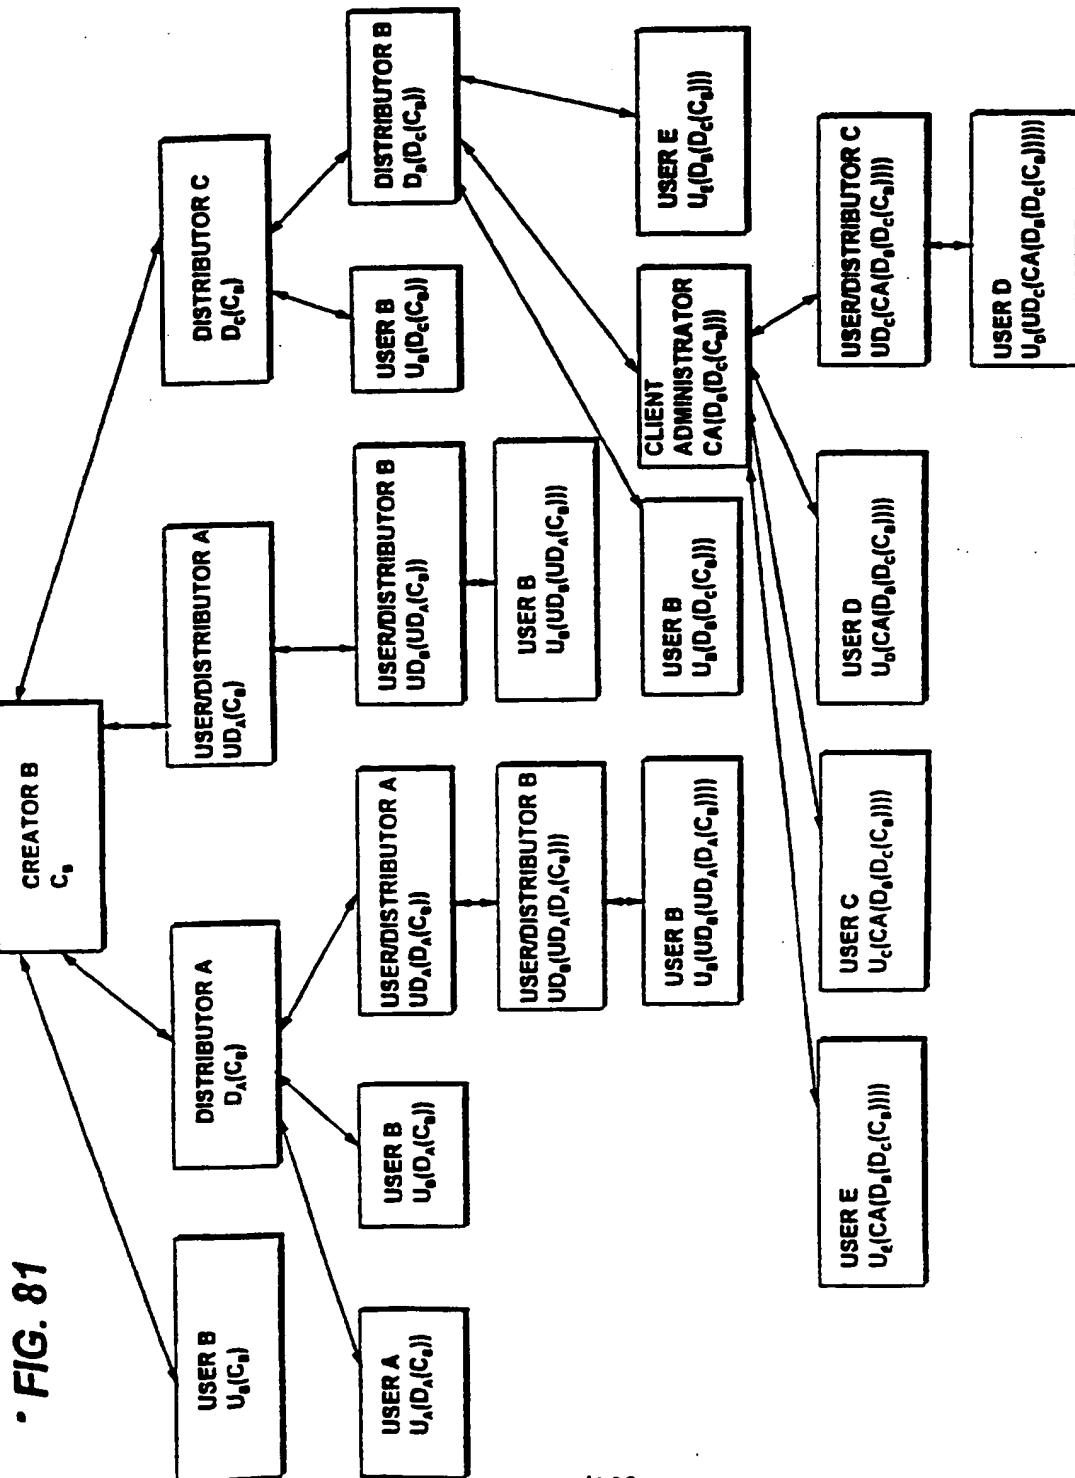 FIG. 81
CREATOR B
C_B
USER B
U_B(C_B)
DISTRIBUTOR A
D_A(C_B)
USER/DISTRIBUTOR A
UD_A(C_B)
DISTRIBUTOR C
D_C(C_B)
USER A
U_A(D_A(C_B))
USER B
U_B(D_A(C_B))
USER/DISTRIBUTOR A
UD_A(D_A(C_B))
USER/DISTRIBUTOR B
UD_B(UD_A(C_B))
USER B
U_B(D_C(C_B))
DISTRIBUTOR B
D_B(D_C(C_B))
USER/DISTRIBUTOR B
UD_B(UD_A(D_A(C_B)))
USER B
U_B(UD_B(UD_A(C_B)))
USER B
U_B(UD_B(UD_A(D_A(C_B))))
USER B
U_B(D_B(D_C(C_B)))
CLIENT
ADMINISTRATOR
CA(D_B(D_C(C_B)))
USER E
U_E(D_B(D_C(C_B)))
USER E
U_E(CA(D_B(D_C(C_B))))
USER C
U_C(CA(D_B(D_C(C_B))))
USER D
U_D(CA(D_B(D_C(C_B))))
USER/DISTRIBUTOR C
UD_C(CA(D_B(D_C(C_B))))
USER D
U_D(UD_C(CA(D_B(D_C(C_B)))))